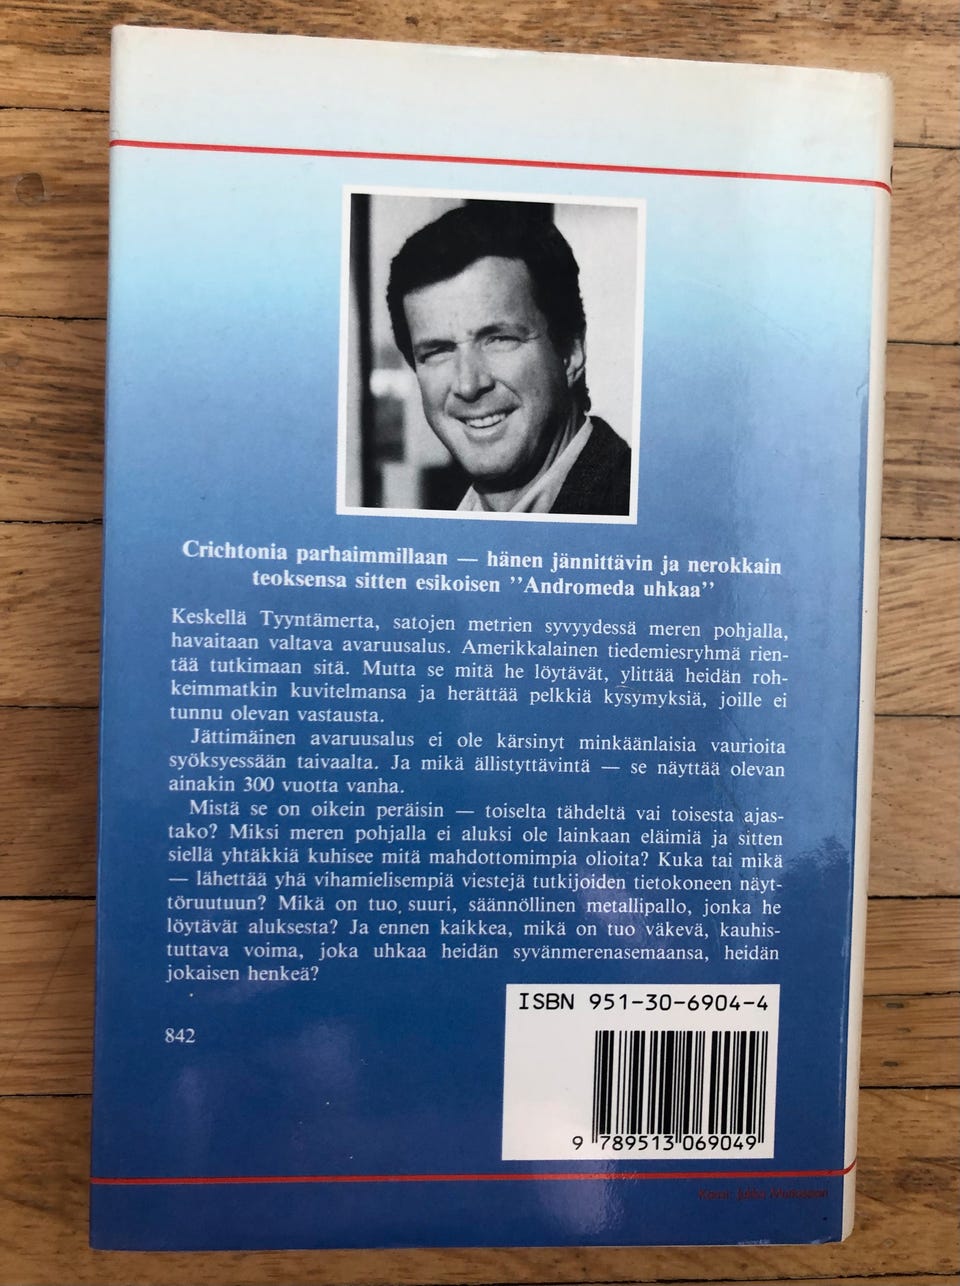 Crichtonia parhaimmillaan — hänen jännittävin ja nerokkain
teoksensa sitten esikoisen ”Andromeda uhkaa”
Keskellä Tyyntämerta, satojen metrien syvyydessä meren pohjalla,
havaitaan valtava avaruusalus. Amerikkalainen tiedemiesryhmä rien-
tää tutkimaan sitä. Mutta se mitä he löytävät, ylittää heidän roh-
keimmatkin kuvitelmansa ja herättää pelkkiä kysymyksiä, joille ei
tunnu olevan vastausta.
Jättimäinen avaruusalus ei ole kärsinyt minkäänlaisia vaurioita
syöksyessään taivaalta. Ja mikä ällistyttävintä — se näyttää olevan
ainakin 300 vuotta vanha.
Mistä se on oikein peräisin — toiselta tähdeltä vai toisesta ajas-
tako? Miksi meren pohjalla ei aluksi ole lainkaan eläimiä ja sitten
siellä yhtäkkiä kuhisee mitä mahdottomimpia olioita? Kuka tai mikä
— lähettää yhä vihamielisempiä viestejä tutkijoiden tietokoneen näyt-
töruutuun? Mikä on tuo suuri, säännöllinen metallipallo, jonka he
löytävät aluksesta? Ja ennen kaikkea, mikä on tuo väkevä, kauhis-
tuttava voima, joka uhkaa heidän syvänmerenasemaansa, heidän
jokaisen henkeä?
ISBN 951-30-6904-4
842
9 789513 069049